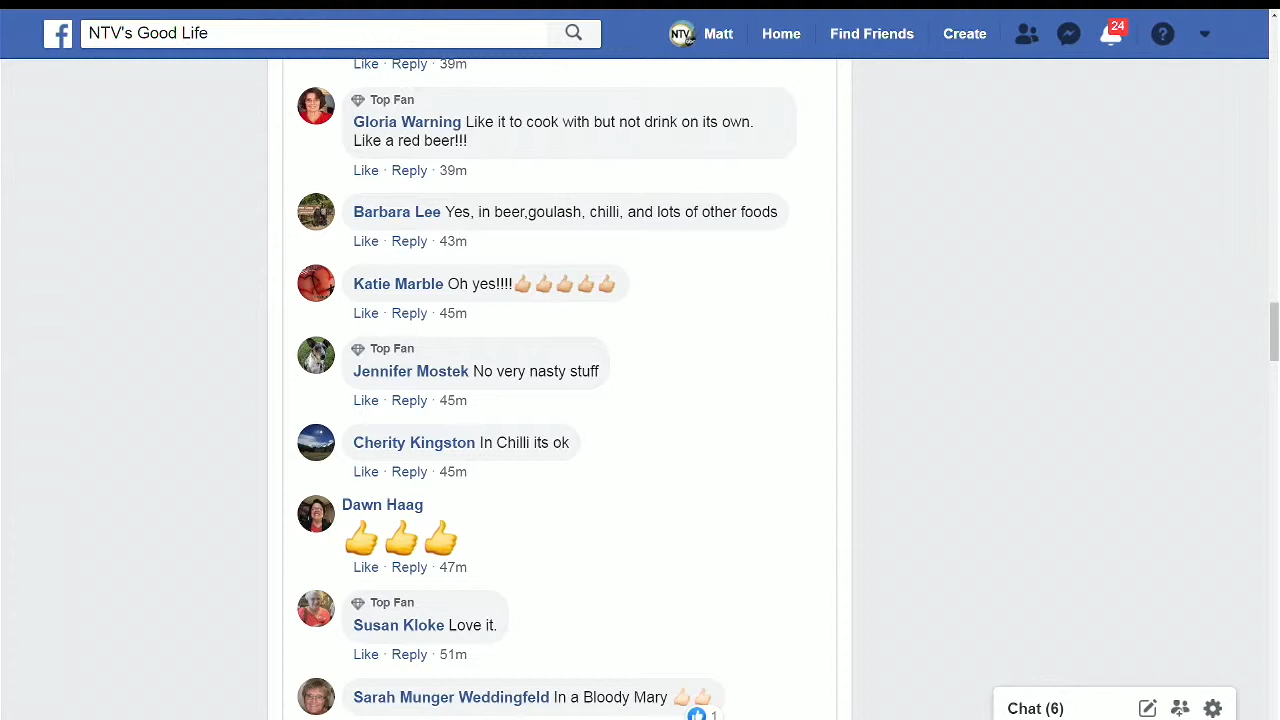 NTV's Good Life
NTV
Matt
Home
Find Friends
Create
24
Like · Reply · 39m
Top Fan
Gloria Warning Like it to cook with but not drink on its own.
Like a red beer!!!
Like · Reply · 39m
Barbara Lee Yes, in beer,goulash, chilli, and lots of other foods
Like · Reply · 43m
Katie Marble Oh yes!!!!👍🏻👍🏻👍🏻👍🏻👍🏻
Like · Reply · 45m
Top Fan
Jennifer Mostek No very nasty stuff
Like · Reply · 45m
Cherity Kingston In Chilli its ok
Like · Reply · 45m
Dawn Haag
👍👍👍
Like · Reply · 47m
Top Fan
Susan Kloke Love it.
Like · Reply · 51m
Sarah Munger Weddingfeld In a Bloody Mary 👍🏻👍🏻
1
Chat (6)